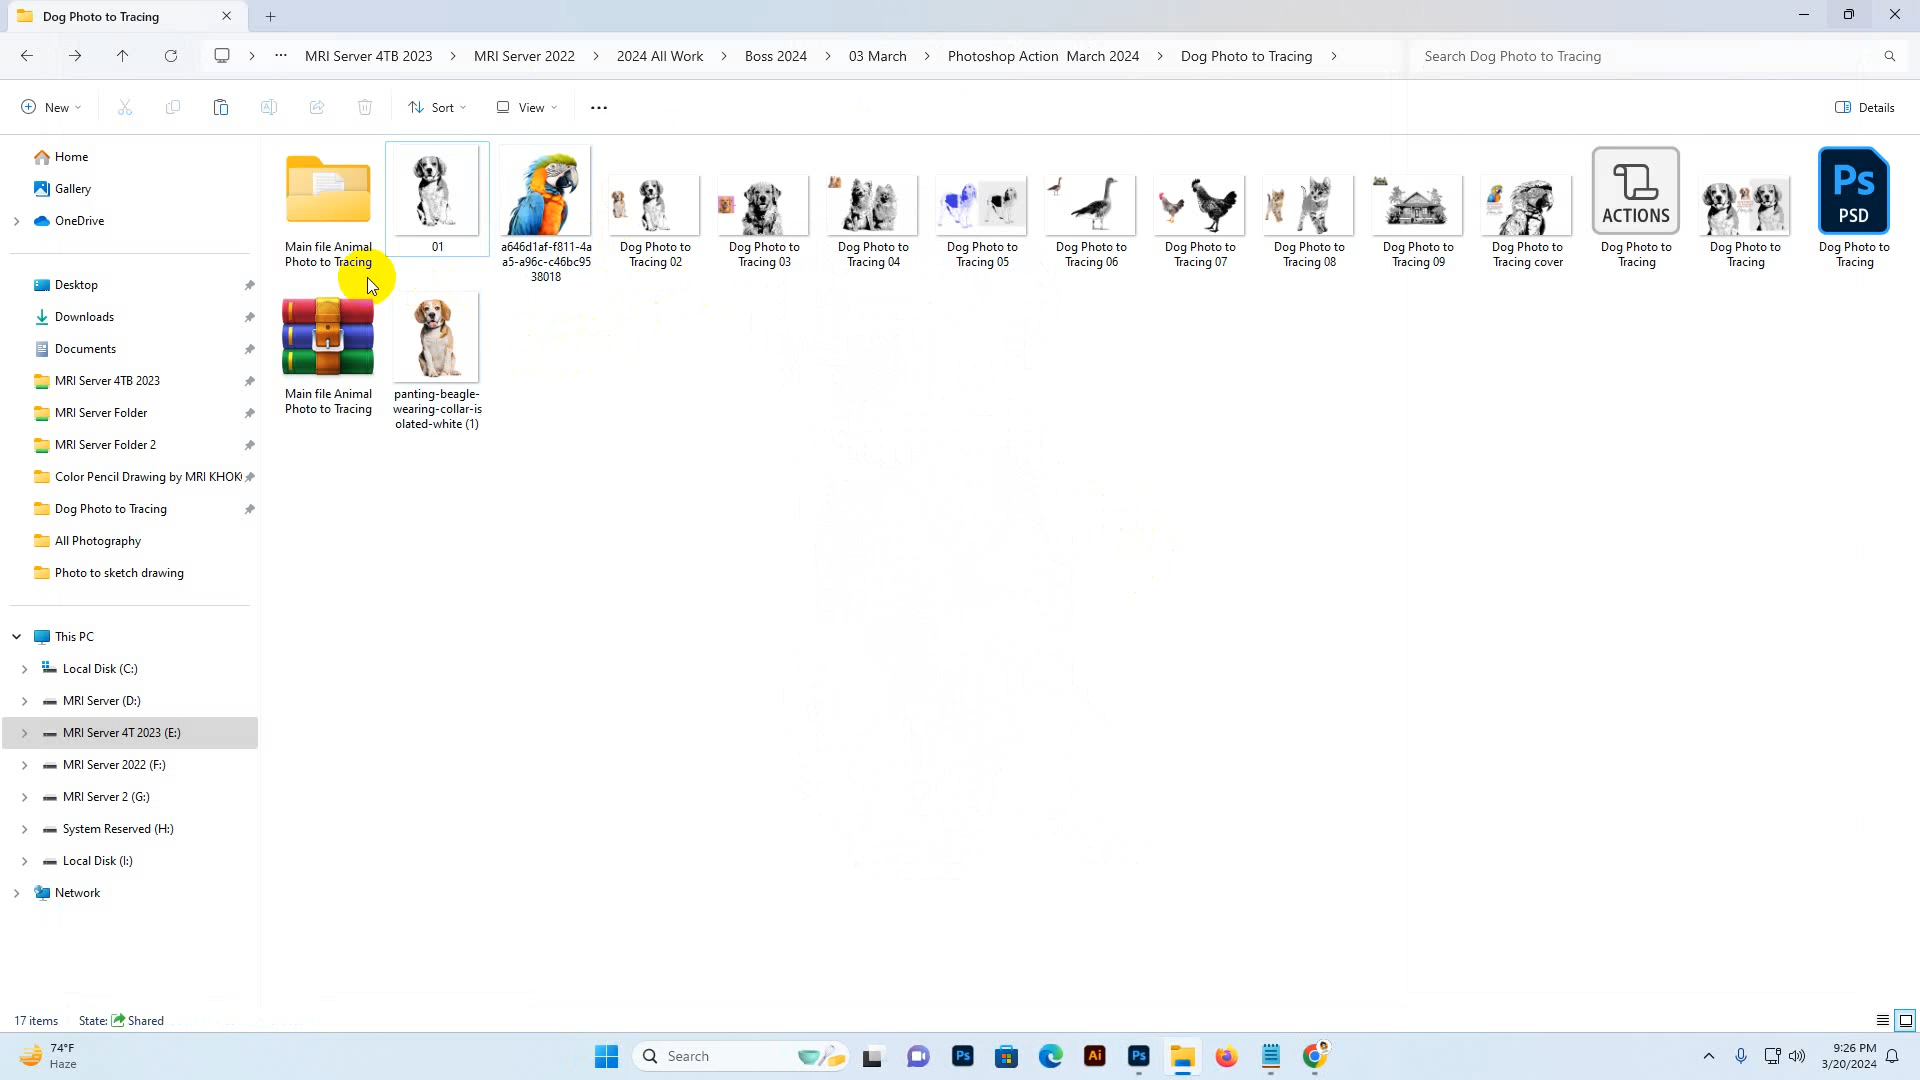 Dog Photo to Tracing
MRI Server 4TB 2023
MRI Server 2022
2024 All Work
Boss 2024
03 March
Photoshop Action March 2024
Dog Photo to Tracing
Search Dog Photo to Tracing
New
Sort
View
Details
Home
Gallery
OneDrive
Desktop
Downloads
Documents
MRI Server 4TB 2023
MRI Server Folder
MRI Server Folder 2
Color Pencil Drawing by MRI KHOK
Dog Photo to Tracing
All Photography
Photo to sketch drawing
This PC
Local Disk (C:)
MRI Server (D:)
MRI Server 4T 2023 (E:)
MRI Server 2022 (F:)
MRI Server 2 (G:)
System Reserved (H:)
Local Disk (I:)
Network
Main file Animal
Photo to Tracing
01
a646d1af-f811-4a
a5-a96c-c46bc95
38018
Dog Photo to
Tracing 02
Dog Photo to
Tracing 03
Dog Photo to
Tracing 04
Dog Photo to
Tracing 05
Dog Photo to
Tracing 06
Dog Photo to
Tracing 07
Dog Photo to
Tracing 08
Dog Photo to
Tracing 09
Dog Photo to
Tracing cover
ACTIONS
Dog Photo to
Tracing
Dog Photo to
Tracing
Ps
PSD
Dog Photo to
Tracing
Main file Animal
Photo to Tracing
panting-beagle-
wearing-collar-is
olated-white (1)
17 items
State:
Shared
74°F
Haze
Search
Ps
Ai
Ps
9:26 PM
3/20/2024